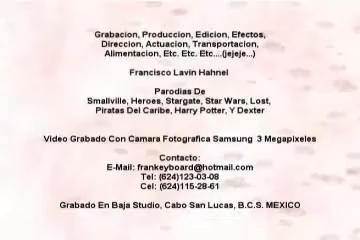 Grabacion, Produccion, Edicion, Efectos,
Direccion, Actuacion, Transportacion,
Alimentacion, Etc. Etc. Etc....(jejeje...)
Francisco Lavin Hahnel
Parodias De
Smallville, Heroes, Stargate, Star Wars, Lost,
Piratas Del Caribe, Harry Potter, Y Dexter
Video Grabado Con Camara Fotografica Samsung 3 Megapixeles
Contacto:
E-Mail: frankeyboard@hotmail.com
Tel: (624)123-03-08
Cel: (624)115-28-61
Grabado En Baja Studio, Cabo San Lucas, B.C.S. MEXICO